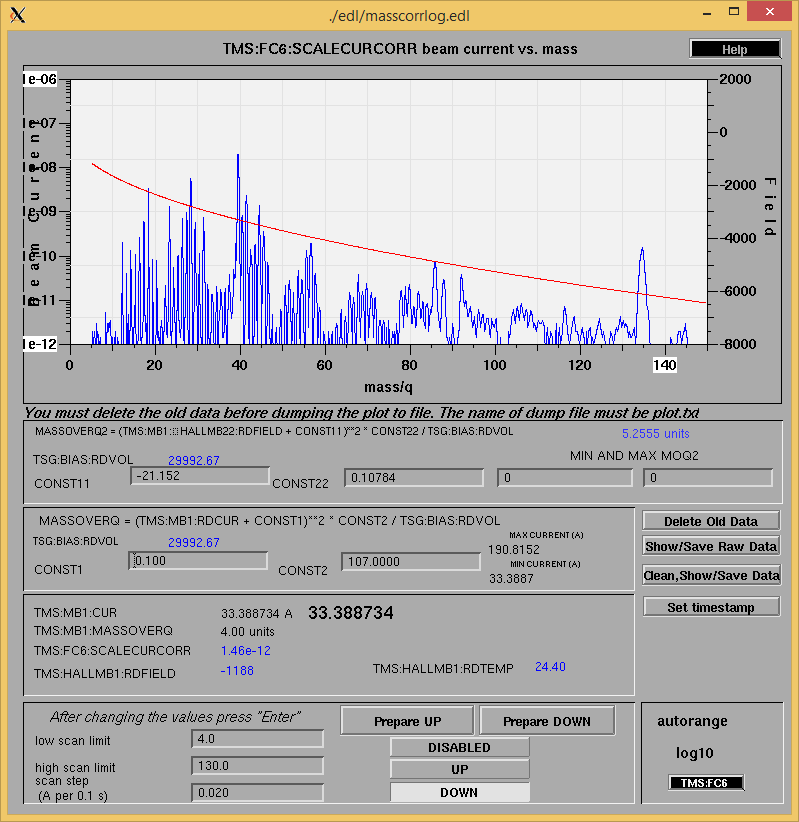 ./edl/masscorrlog.edl
TMS:FC6:SCALECURCORR beam current vs. mass
Help
1e-06
1e-07
1e-08
1e-09
1e-10
1e-11
1e-12
Beam Current
2000
0
-2000
-4000
-6000
-8000
Field
0 20 40 60 80 100 120 140
mass/q
You must delete the old data before dumping the plot to file. The name of dump file must be plot.txt
MASSOVERQ2 = (TMS:MB1: HALLMB22:RDFIELD + CONST11)**2 * CONST22 / TSG:BIAS:RDVOL
5.2555 units
TSG:BIAS:RDVOL 29992.67
MIN AND MAX MOQ2
CONST11 -21.152 CONST22 0.10784 0 0
MASSOVERQ = (TMS:MB1:RDCUR + CONST1)**2 * CONST2 / TSG:BIAS:RDVOL
TSG:BIAS:RDVOL 29992.67
MAX CURRENT (A)
190.8152
CONST1 0.100 CONST2 107.0000
MIN CURRENT (A)
33.3887
Delete Old Data
Show/Save Raw Data
Clean,Show/Save Data
Set timestamp
TMS:MB1:CUR 33.388734 A 33.388734
TMS:MB1:MASSOVERQ 4.00 units
TMS:FC6:SCALECURCORR 1.46e-12
TMS:HALLMB1:RDFIELD -1188
TMS:HALLMB1:RDTEMP 24.40
After changing the values press "Enter"
low scan limit 4.0
high scan limit 130.0
scan step
(A per 0.1 s) 0.020
Prepare UP
Prepare DOWN
DISABLED
UP
DOWN
autorange
log10
TMS:FC6